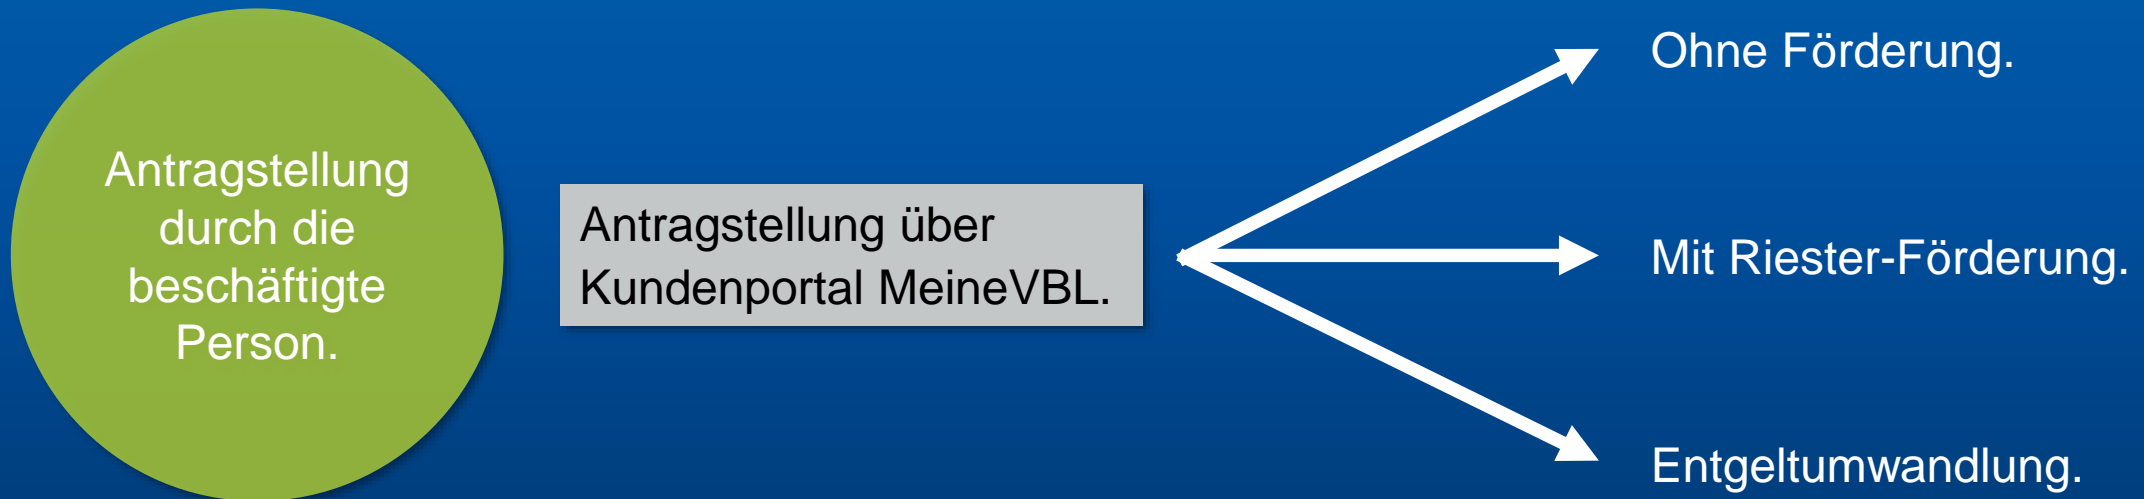 Antragstellung
durch die
beschäftigte
Person.
Antragstellung über
Kundenportal MeineVBL.
Ohne Förderung.
Mit Riester-Förderung.
Entgeltumwandlung.